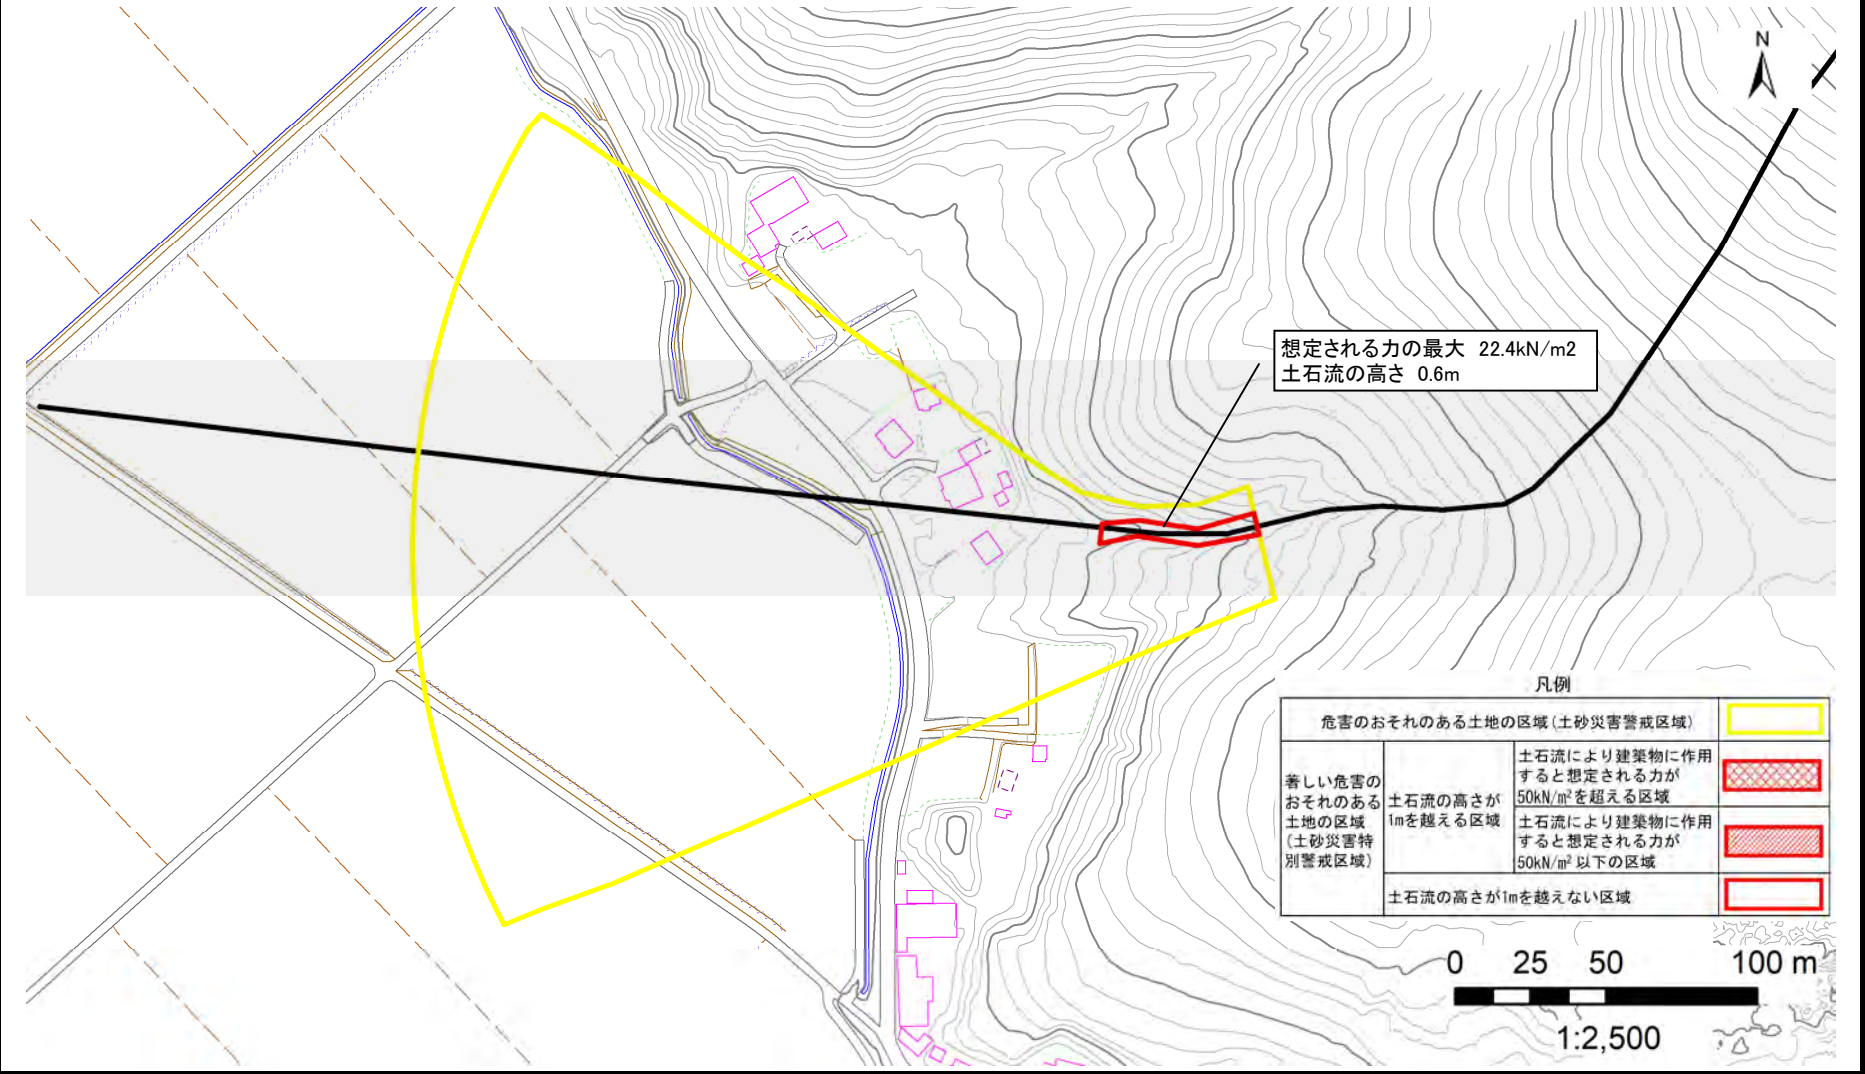 N
想定される力の最大 22.4kN/m2
土石流の高さ 0.6m
凡例
危害のおそれのある土地の区域(土砂災害警戒区域)
著しい危害の
おそれのある
土地の区域
(土砂災害特
別警戒区域)
土石流の高さが
1mを越える区域
土石流により建築物に作用
すると想定される力が
50kN/m²を超える区域
土石流により建築物に作用
すると想定される力が
50kN/m²以下の区域
土石流の高さが1mを越えない区域
0 25 50 100 m
1:2,500